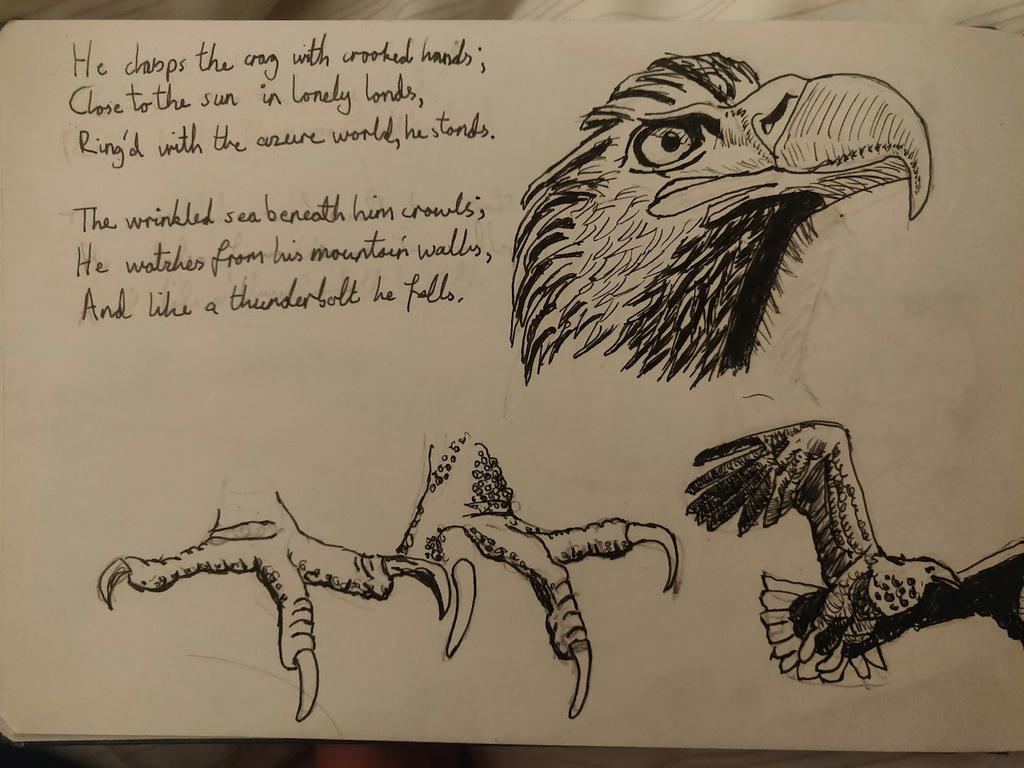 He clasps the crag with crooked hands;
Close to the sun in lonely lands,
Ring'd with the azure world, he stands.
The wrinkled sea beneath him crawls;
He watches from his mountain walls,
And like a thunderbolt he falls.